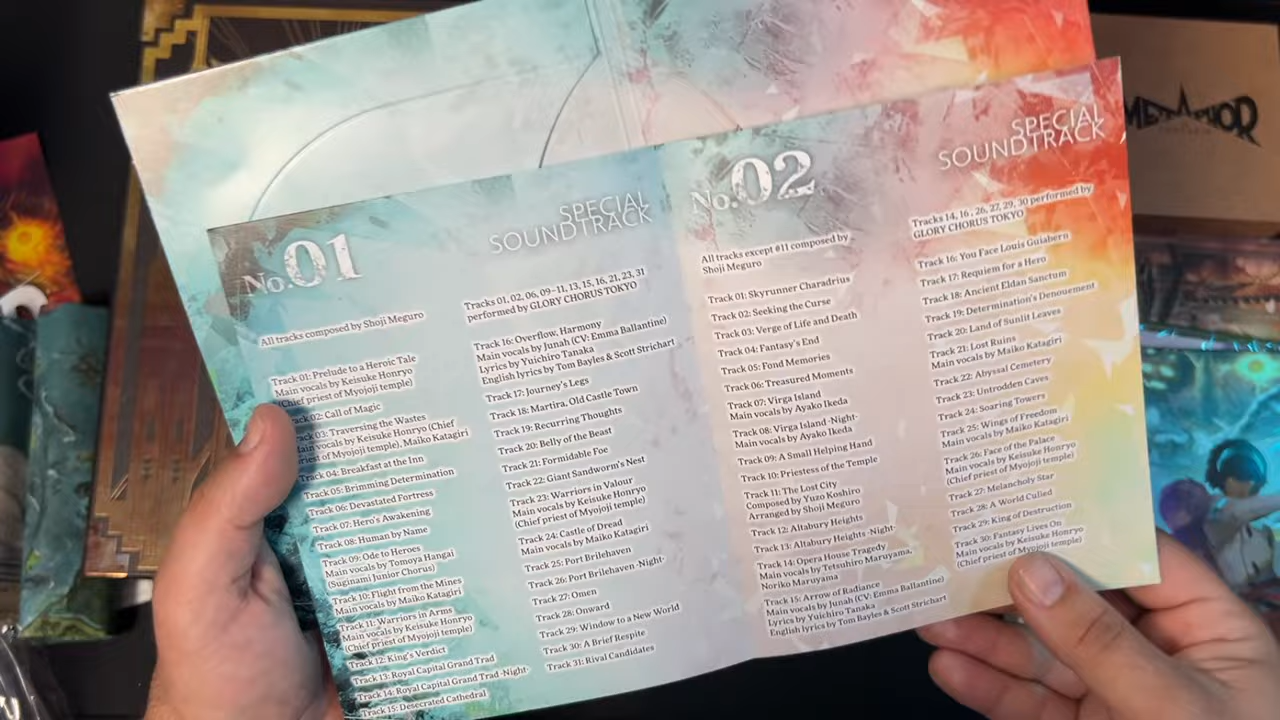 METAPHOR
No.01
SPECIAL
SOUNDTRACK
All tracks composed by Shoji Meguro
Track 01: Prelude to a Heroic Tale
Main vocals by Keisuke Honryo
(Chief priest of Myojoji temple)
Track 02: Call of Magic
Track 03: Traversing the Wastes
Main vocals by Keisuke Honryo (Chief
priest of Myojoji temple), Maiko Katagiri
Track 04: Breakfast at the Inn
Track 05: Brimming Determination
Track 06: Devastated Fortress
Track 07: Hero's Awakening
Track 08: Human by Name
Track 09: Ode to Heroes
Main vocals by Tomoya Hangai
(Suginami Junior Chorus)
Track 10: Flight from the Mines
Main vocals by Maiko Katagiri
Track 11: Warriors in Arms
Main vocals by Keisuke Honryo
(Chief priest of Myojoji temple)
Track 12: King's Verdict
Track 13: Royal Capital Grand Trad
Track 14: Royal Capital Grand Trad -Night-
Track 15: Desecrated Cathedral
Tracks 01, 02, 06, 09–11, 13, 15, 16, 21, 23, 31
performed by GLORY CHORUS TOKYO
Track 16: Overflow, Harmony
Main vocals by Junah (CV: Emma Ballantine)
Lyrics by Yuichiro Tanaka
English lyrics by Tom Bayles & Scott Strichart
Track 17: Journey's Legs
Track 18: Martira, Old Castle Town
Track 19: Recurring Thoughts
Track 20: Belly of the Beast
Track 21: Formidable Foe
Track 22: Giant Sandworm's Nest
Track 23: Warriors in Valour
Main vocals by Keisuke Honryo
(Chief priest of Myojoji temple)
Track 24: Castle of Dread
Main vocals by Maiko Katagiri
Track 25: Port Brilehaven
Track 26: Port Brilehaven -Night-
Track 27: Omen
Track 28: Onward
Track 29: Window to a New World
Track 30: A Brief Respite
Track 31: Rival Candidates
No.02
SPECIAL
SOUNDTRACK
All tracks except #11 composed by
Shoji Meguro
Track 01: Skyrunner Charadrius
Track 02: Seeking the Curse
Track 03: Verge of Life and Death
Track 04: Fantasy's End
Track 05: Fond Memories
Track 06: Treasured Moments
Track 07: Virga Island
Main vocals by Ayako Ikeda
Track 08: Virga Island -Night-
Main vocals by Ayako Ikeda
Track 09: A Small Helping Hand
Track 10: Priestess of the Temple
Track 11: The Lost City
Composed by Yuzo Koshiro
Arranged by Shoji Meguro
Track 12: Altabury Heights
Track 13: Altabury Heights -Night-
Track 14: Opera House Tragedy
Main vocals by Tetsuhiro Maruyama,
Noriko Maruyama
Track 15: Arrow of Radiance
Main vocals by Junah (CV: Emma Ballantine)
Lyrics by Yuichiro Tanaka
English lyrics by Tom Bayles & Scott Strichart
Tracks 14, 16, 26, 27, 29, 30 performed by
GLORY CHORUS TOKYO
Track 16: You Face Louis Guiabern
Track 17: Requiem for a Hero
Track 18: Ancient Eldan Sanctum
Track 19: Determination's Denouement
Track 20: Land of Sunlit Leaves
Track 21: Lost Ruins
Main vocals by Maiko Katagiri
Track 22: Abyssal Cemetery
Track 23: Untrodden Caves
Track 24: Soaring Towers
Track 25: Wings of Freedom
Main vocals by Maiko Katagiri
Track 26: Face of the Palace
Main vocals by Keisuke Honryo
(Chief priest of Myojoji temple)
Track 27: Melancholy Star
Track 28: A World Culled
Track 29: King of Destruction
Track 30: Fantasy Lives On
Main vocals by Keisuke Honryo
(Chief priest of Myojoji temple)